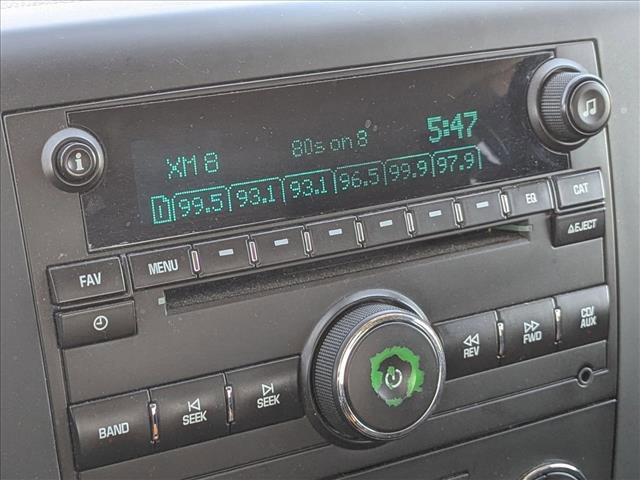 5:47
XM 8 80s on 8
1 99.5 93.1 93.1 96.5 99.9 97.9
i
FAV MENU EQ CAT
EJECT
REV FWD CD/AUX
BAND SEEK SEEK